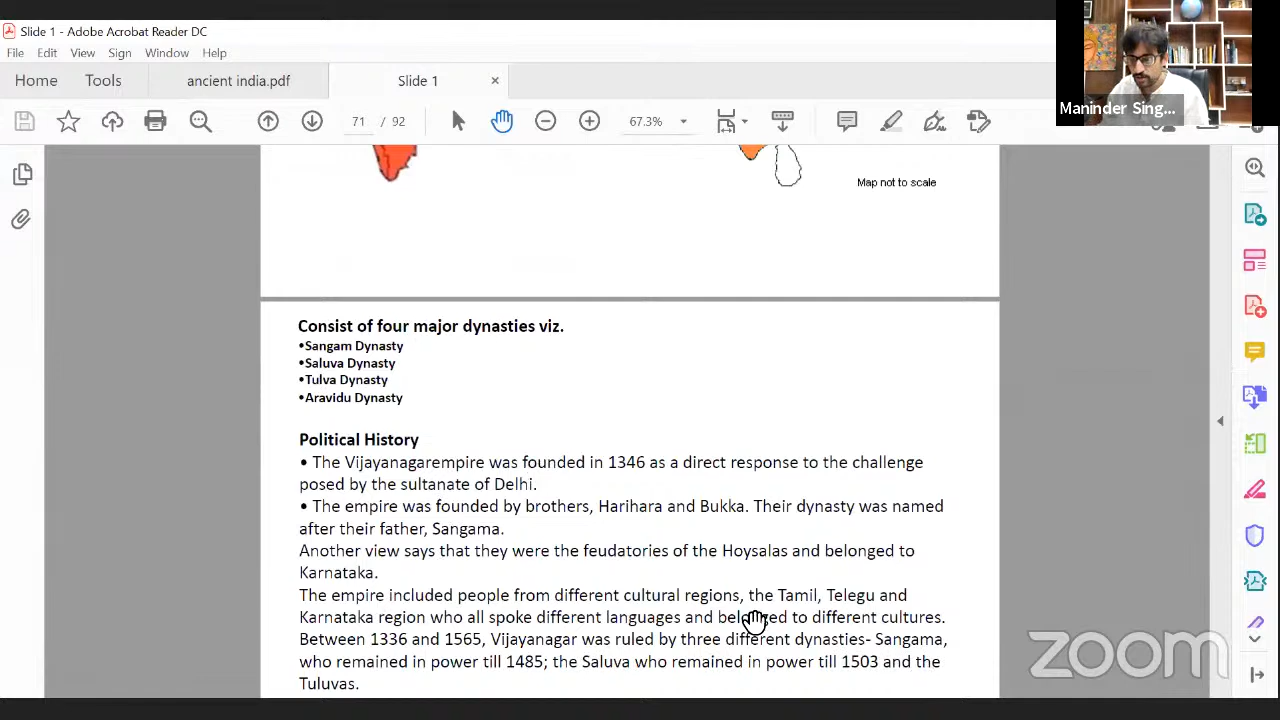 Slide 1 - Adobe Acrobat Reader DC
File Edit View Sign Window Help
Home Tools ancient india.pdf Slide 1 ×
71 / 92 67.3%
Maninder Sing...
Map not to scale
Consist of four major dynasties viz.
•Sangam Dynasty
•Saluva Dynasty
•Tulva Dynasty
•Aravidu Dynasty
Political History
• The Vijayanagarempire was founded in 1346 as a direct response to the challenge
posed by the sultanate of Delhi.
• The empire was founded by brothers, Harihara and Bukka. Their dynasty was named
after their father, Sangama.
Another view says that they were the feudatories of the Hoysalas and belonged to
Karnataka.
The empire included people from different cultural regions, the Tamil, Telegu and
Karnataka region who all spoke different languages and belonged to different cultures.
Between 1336 and 1565, Vijayanagar was ruled by three different dynasties- Sangama,
who remained in power till 1485; the Saluva who remained in power till 1503 and the
Tuluvas.
zoom